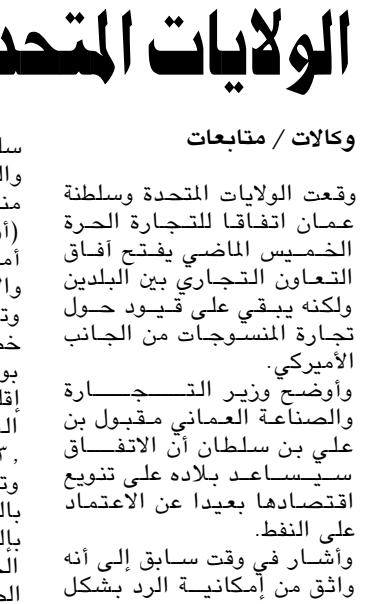 الولايات المتحد
وكالات / متابعات
وقعت الولايات المتحدة وسلطنة
عمان اتفاقا للتجارة الحرة
الخميس الماضي يفتح آفاق
التعاون التجاري بين البلدين
ولكنه يبقي على قيود حول
تجارة المنسوجات من الجانب
الأميركي.
وأوضح وزير التجارة
والصناعة العماني مقبول بن
علي بن سلطان أن الاتفاق
سيساعد بلاده على تنويع
اقتصادها بعيدا عن الاعتماد
على النفط.
وأشار في وقت سابق إلى أنه
واثق من إمكانية الرد بشكل